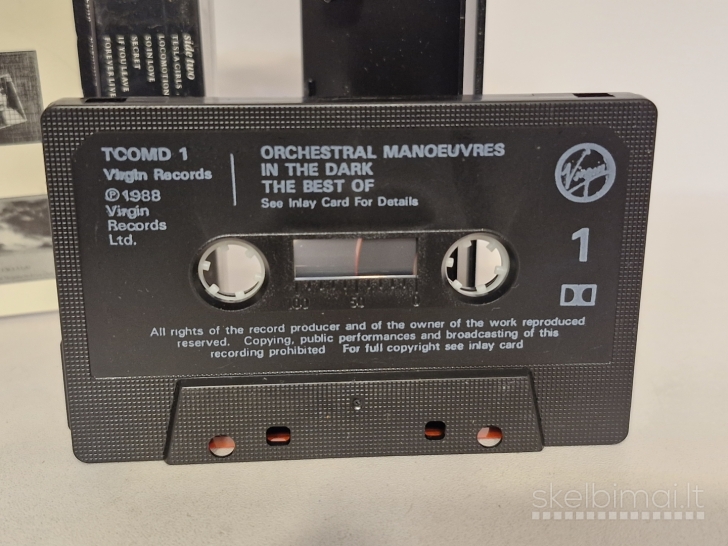 side two
TESLA GIRLS
LOCOMOTION
SO IN LOVE
SECRET
IF YOU LEAVE
FOREVER LIVE
TCOMD 1
Virgin Records
Ⓟ1988
Virgin
Records
Ltd.
ORCHESTRAL MANOEUVRES
IN THE DARK
THE BEST OF
See Inlay Card For Details
Virgin
1
100 50 0
All rights of the record producer and of the owner of the work reproduced
reserved. Copying, public performances and broadcasting of this
recording prohibited For full copyright see inlay card
skelbimai.lt